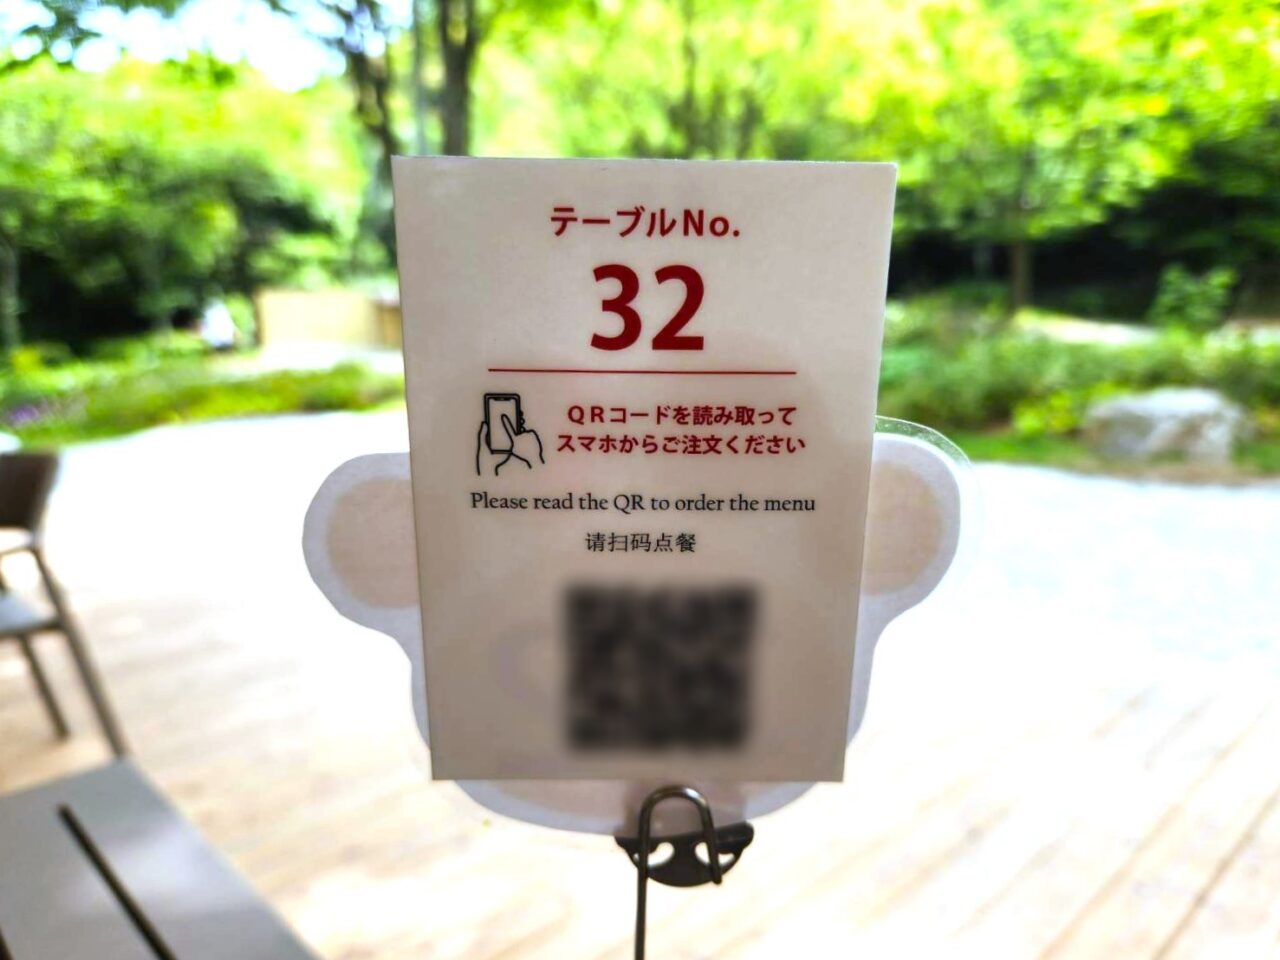 テーブルNo.
32
QRコードを読み取って
スマホからご注文ください
Please read the QR to order the menu
请扫码点餐